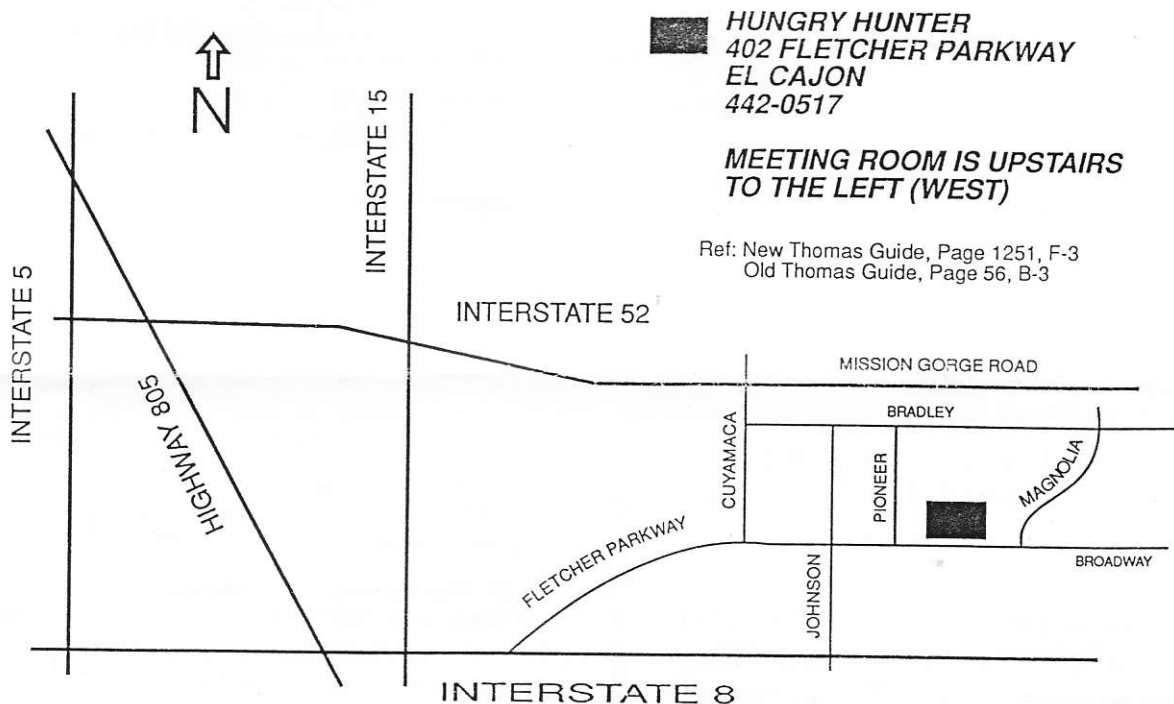 HUNGRY HUNTER
402 FLETCHER PARKWAY
EL CAJON
442-0517
MEETING ROOM IS UPSTAIRS
TO THE LEFT (WEST)
Ref: New Thomas Guide, Page 1251, F-3
Old Thomas Guide, Page 56, B-3
N
INTERSTATE 15
INTERSTATE 5
INTERSTATE 52
HIGHWAY 805
MISSION GORGE ROAD
BRADLEY
CUYAMACA
PIONEER
MAGNOLIA
FLETCHER PARKWAY
JOHNSON
BROADWAY
INTERSTATE 8